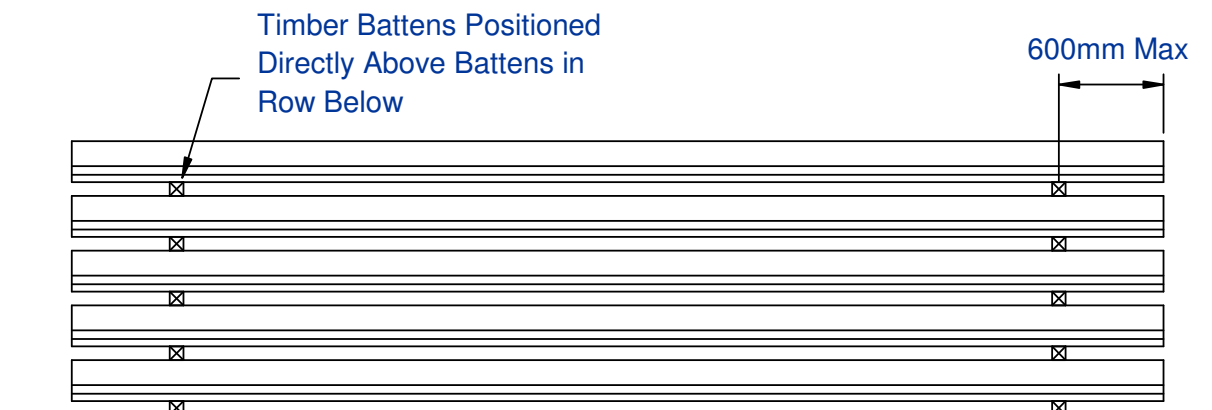 Timber Battens Positioned
Directly Above Battens in
Row Below
600mm Max